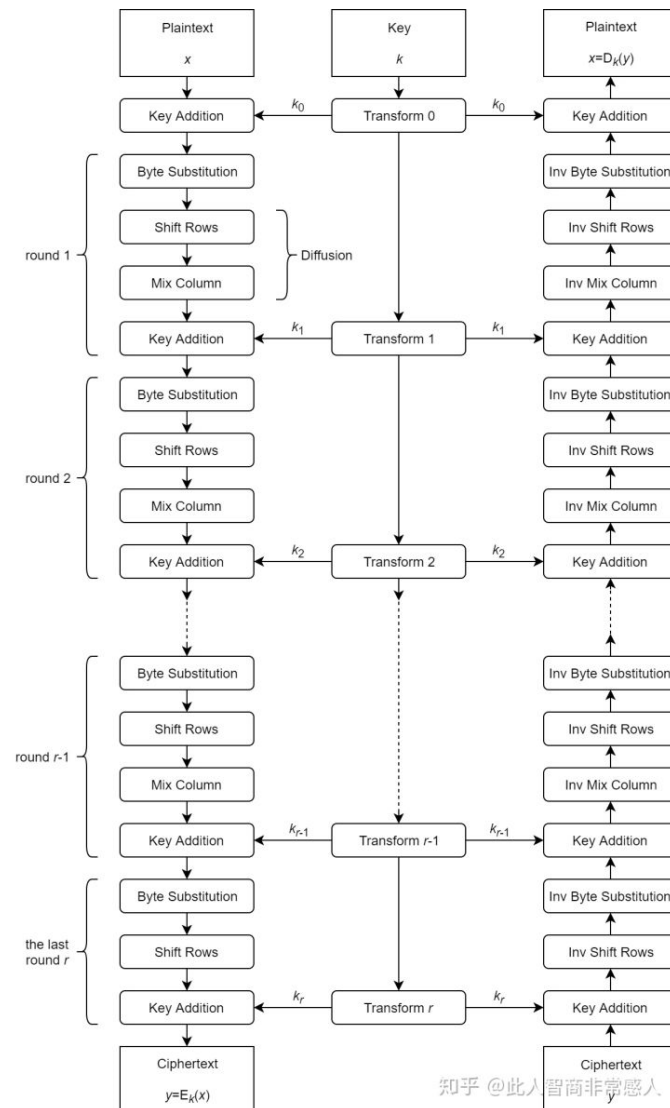 Plaintext
x
Key
k
Plaintext
x=Dk(y)
Key Addition
k0
Transform 0
k0
Key Addition
round 1
Byte Substitution
Inv Byte Substitution
Shift Rows
Diffusion
Inv Shift Rows
Mix Column
Inv Mix Column
Key Addition
k1
Transform 1
k1
Key Addition
round 2
Byte Substitution
Inv Byte Substitution
Shift Rows
Inv Shift Rows
Mix Column
Inv Mix Column
Key Addition
k2
Transform 2
k2
Key Addition
round r-1
Byte Substitution
Inv Byte Substitution
Shift Rows
Inv Shift Rows
Mix Column
Inv Mix Column
Key Addition
kr-1
Transform r-1
kr-1
Key Addition
the last
round r
Byte Substitution
Inv Byte Substitution
Shift Rows
Inv Shift Rows
Key Addition
kr
Transform r
kr
Key Addition
Ciphertext
y=Ek(x)
Ciphertext
y
知乎 @此人智商非常感人